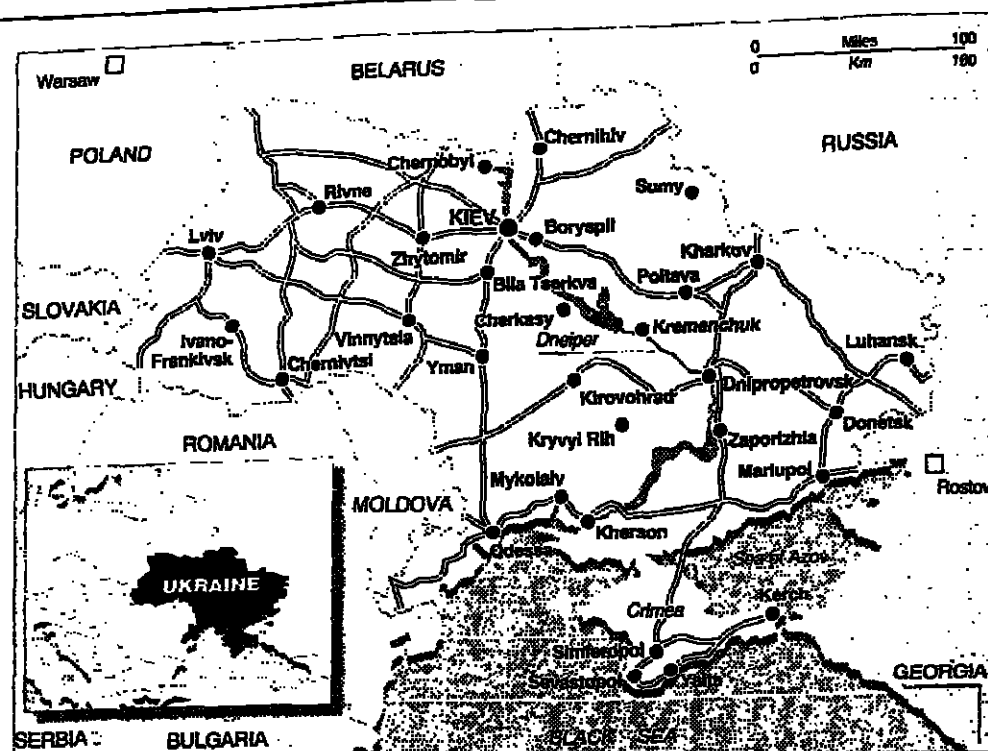 0 Miles 100
0 Km 160
Warsaw
BELARUS
POLAND
RUSSIA
Chernihiv
Chernobyl
Sumy
Rivne
KIEV
Boryspil
Lviv
Zhytomir
Kharkov
Poltava
Bila Tserkva
SLOVAKIA
Cherkasy
Kremenchuk
Dneiper
Vinnytsia
Ivano-
Frankivsk
Luhansk
Chernivtsi
Yman
HUNGARY
Kirovohrad
Dnipropetrovsk
Donetsk
Kryvyi Rih
Zaporizhia
ROMANIA
Mariupol
Rostov
Mykolaiv
MOLDOVA
Kherson
Odessa
Sea of Azov
UKRAINE
Crimea
Kerch
Simferopol
Sevastopol
Yalta
GEORGIA
SERBIA
BULGARIA
BLACK SEA